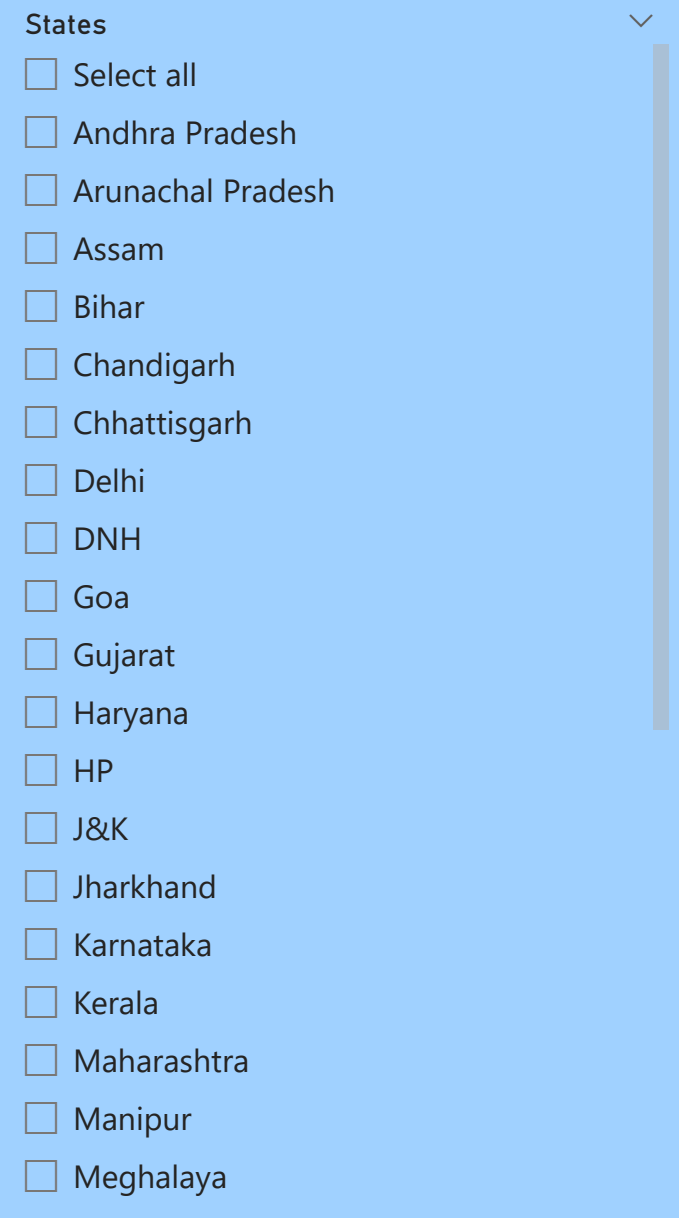 States
Select all
Andhra Pradesh
Arunachal Pradesh
Assam
Bihar
Chandigarh
Chhattisgarh
Delhi
DNH
Goa
Gujarat
Haryana
HP
J&K
Jharkhand
Karnataka
Kerala
Maharashtra
Manipur
Meghalaya